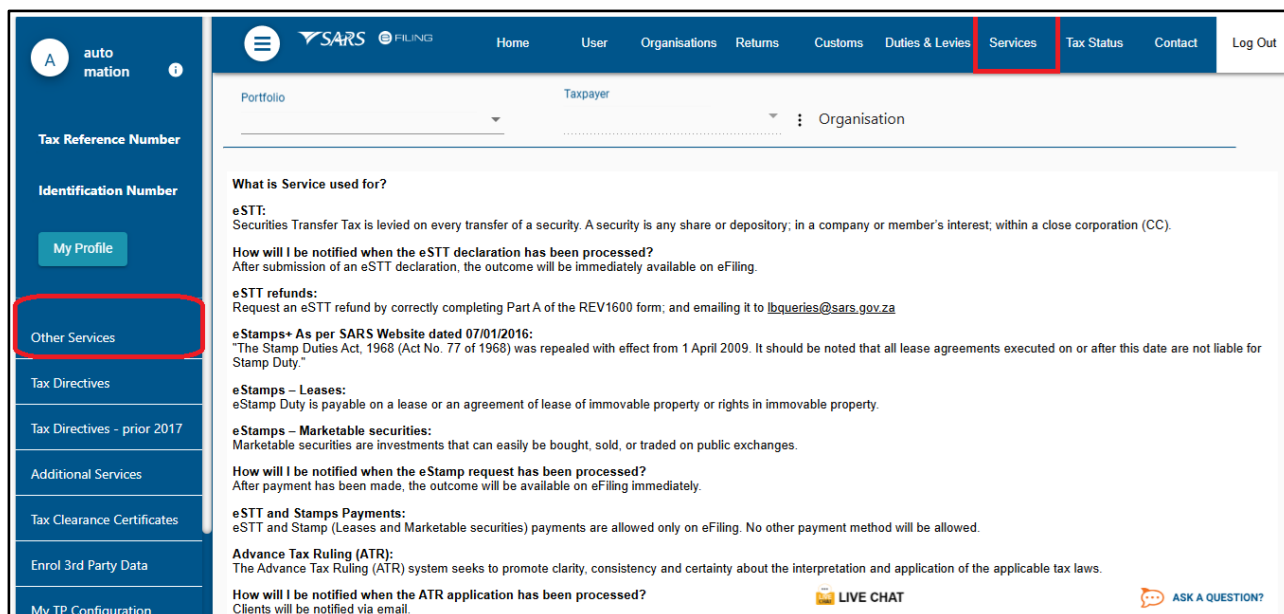 A
auto
mation
Tax Reference Number
Identification Number
My Profile
Other Services
Tax Directives
Tax Directives - prior 2017
Additional Services
Tax Clearance Certificates
Enrol 3rd Party Data
My TP Configuration
SARS e FILING
Home User Organisations Returns Customs Duties & Levies Services Tax Status Contact Log Out
Portfolio
Taxpayer
Organisation
What is Service used for?
eSTT:
Securities Transfer Tax is levied on every transfer of a security. A security is any share or depository; in a company or member's interest; within a close corporation (CC).
How will I be notified when the eSTT declaration has been processed?
After submission of an eSTT declaration, the outcome will be immediately available on eFiling.
eSTT refunds:
Request an eSTT refund by correctly completing Part A of the REV1600 form; and emailing it to lbqueries@sars.gov.za
eStamps+ As per SARS Website dated 07/01/2016:
"The Stamp Duties Act, 1968 (Act No. 77 of 1968) was repealed with effect from 1 April 2009. It should be noted that all lease agreements executed on or after this date are not liable for
Stamp Duty."
eStamps – Leases:
eStamp Duty is payable on a lease or an agreement of lease of immovable property or rights in immovable property.
eStamps – Marketable securities:
Marketable securities are investments that can easily be bought, sold, or traded on public exchanges.
How will I be notified when the eStamp request has been processed?
After payment has been made, the outcome will be available on eFiling immediately.
eSTT and Stamps Payments:
eSTT and Stamp (Leases and Marketable securities) payments are allowed only on eFiling. No other payment method will be allowed.
Advance Tax Ruling (ATR):
The Advance Tax Ruling (ATR) system seeks to promote clarity, consistency and certainty about the interpretation and application of the applicable tax laws.
How will I be notified when the ATR application has been processed?
Clients will be notified via email.
LIVE CHAT
ASK A QUESTION?